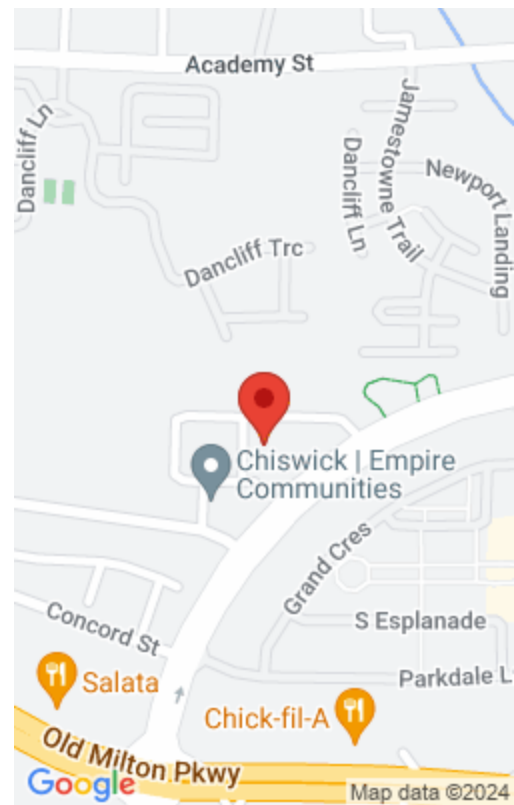 Academy St
Dancliff Ln
Jamestowne Trail
Dancliff Ln
Newport Landing
Dancliff Trc
Chiswick | Empire
Communities
Grand Cres
S Esplanade
Concord St
Parkdale L
Salata
Chick-fil-A
Old Milton Pkwy
Google
Map data ©2024